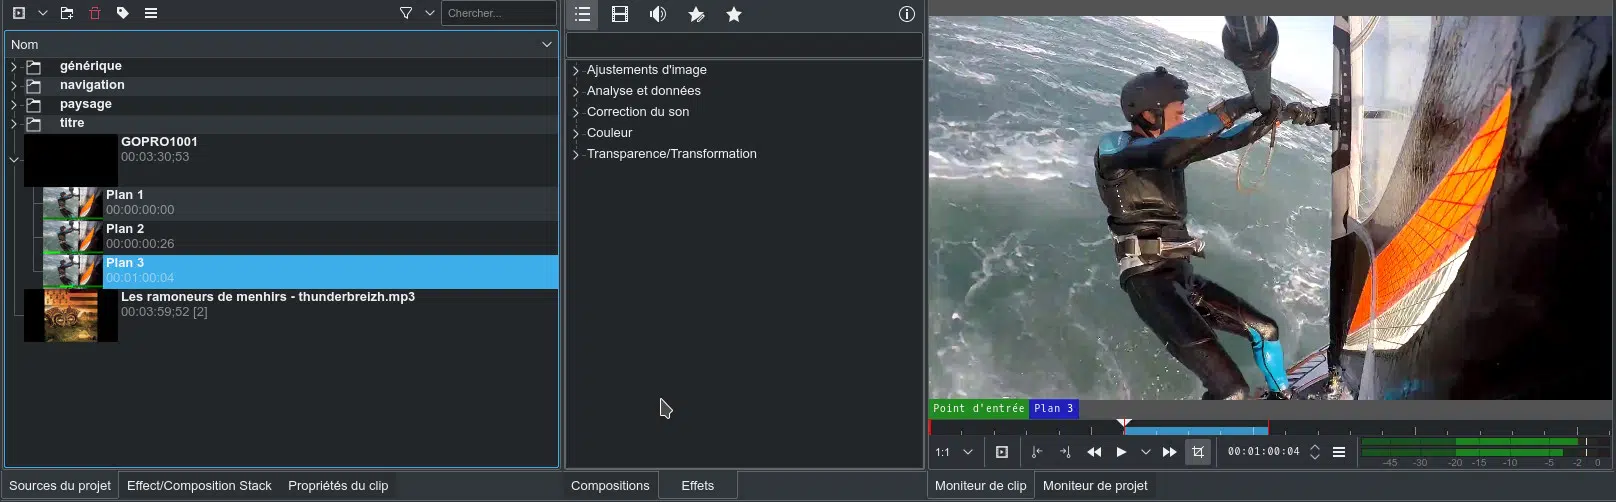 Chercher...
Nom
générique
navigation
paysage
titre
GOPRO1001
00:03:30;53
Plan 1
00:00:00:00
Plan 2
00:00:00:26
Plan 3
00:01:00:04
Les ramoneurs de menhIrs - thunderbreIzh.mp3
00:03:59;52 [2]
Sources du projet
Effect/Composition Stack
Propriétés du clip
Ajustements d'image
Analyse et données
Correction du son
Couleur
Transparence/Transformation
Compositions
Effets
Point d'entrée
Plan 3
1:1
00:01:00:04
-45 -30 -20 -15 -10 -5 -2 0
Moniteur de clip
Moniteur de projet